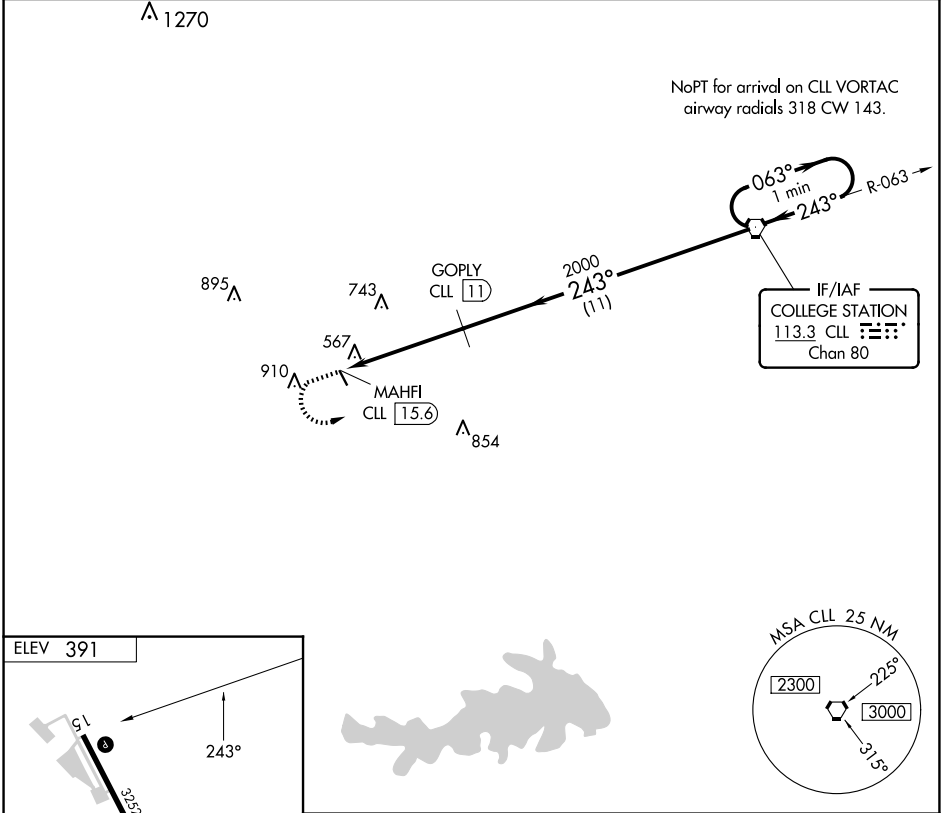 1270
NoPT for arrival on CLL VORTAC
airway radials 318 CW 143.
063°
1 min
243°
R-063
2000
243°
(11)
GOPLY
CLL 11
895
743
567
910
MAHFI
CLL 15.6
854
IF/IAF
COLLEGE STATION
113.3 CLL
Chan 80
ELEV 391
243°
15
P
3252
MSA CLL 25 NM
2300
225°
3000
315°